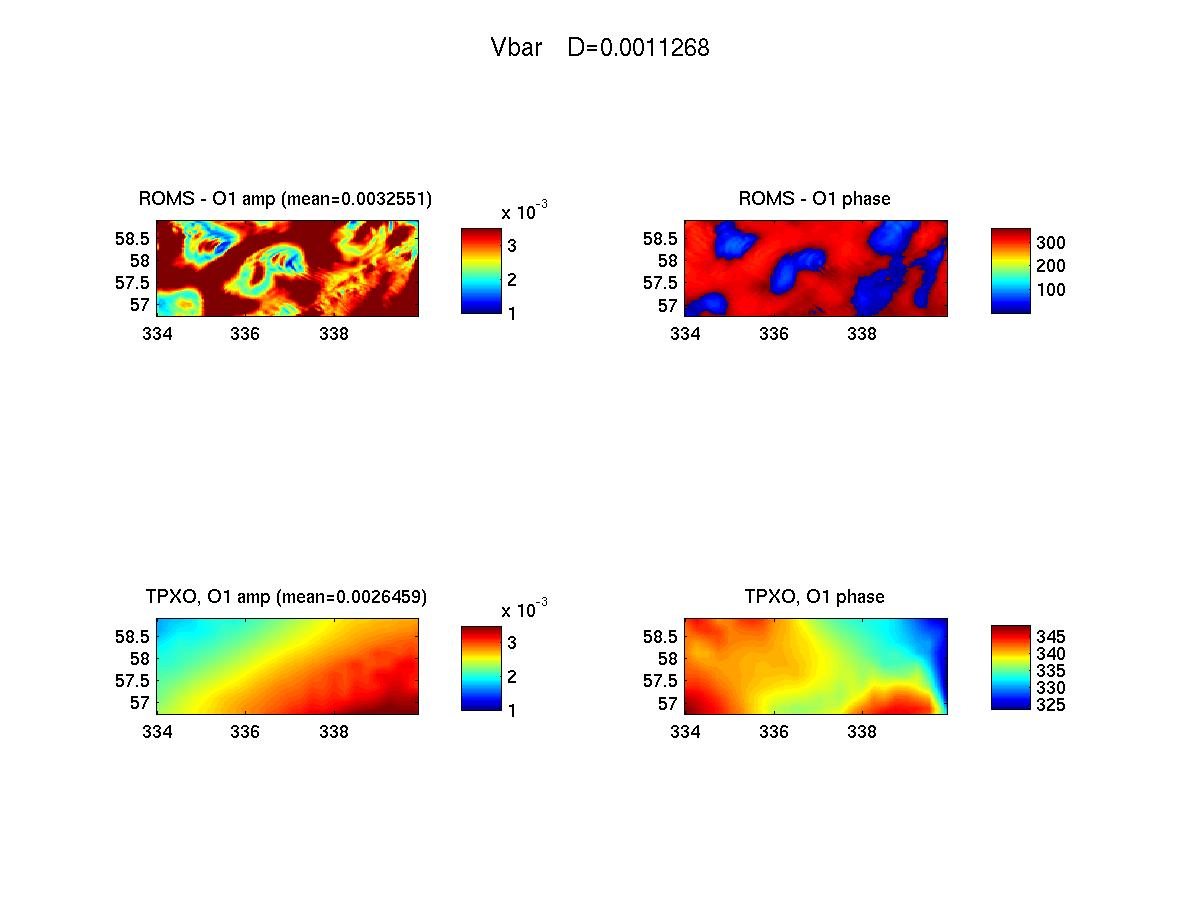 Vbar D=0.0011268
ROMS - O1 amp (mean=0.0032551)
x 10-3
58.5
58
57.5
57
334 336 338
3
2
1
ROMS - O1 phase
58.5
58
57.5
57
334 336 338
300
200
100
TPXO, O1 amp (mean=0.0026459)
x 10-3
58.5
58
57.5
57
334 336 338
3
2
1
TPXO, O1 phase
58.5
58
57.5
57
334 336 338
345
340
335
330
325